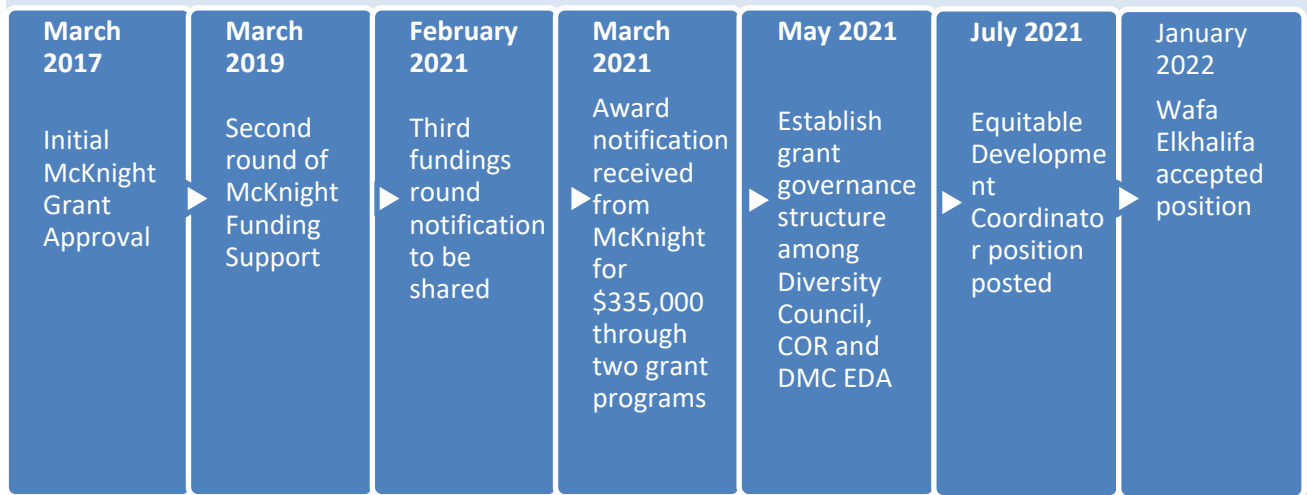 March
2017
Initial
McKnight
Grant
Approval
March
2019
Second
round of
McKnight
Funding
Support
February
2021
Third
fundings
round
notification
to be
shared
March
2021
Award
notification
received
from
McKnight
for
$335,000
through
two grant
programs
May 2021
Establish
grant
governance
structure
among
Diversity
Council,
COR and
DMC EDA
July 2021
Equitable
Developme
nt
Coordinato
r position
posted
January
2022
Wafa
Elkhalifa
accepted
position